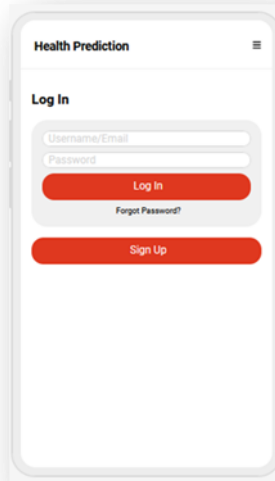 Health Prediction
Log In
Username/Email
Password
Log In
Forgot Password?
Sign Up